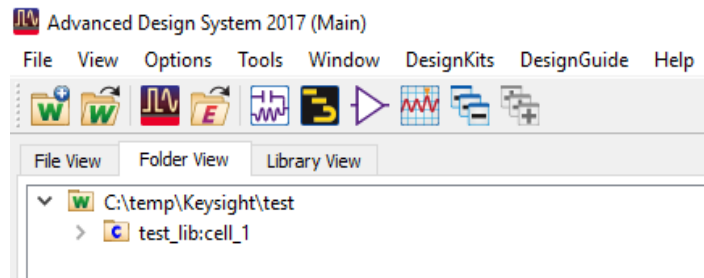 Advanced Design System 2017 (Main)
File View Options Tools Window DesignKits DesignGuide Help
W W E
File View Folder View Library View
W C:\temp\Keysight\test
C test_lib:cell_1